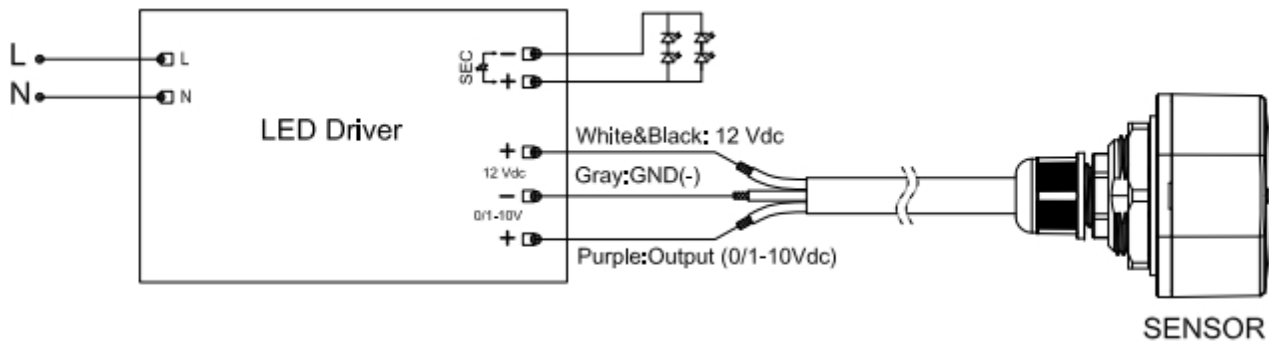 L
L
N
N
SEC
−
+
LED Driver
+
12 Vdc
−
0/1-10V
+
White&Black: 12 Vdc
Gray:GND(-)
Purple:Output (0/1-10Vdc)
SENSOR